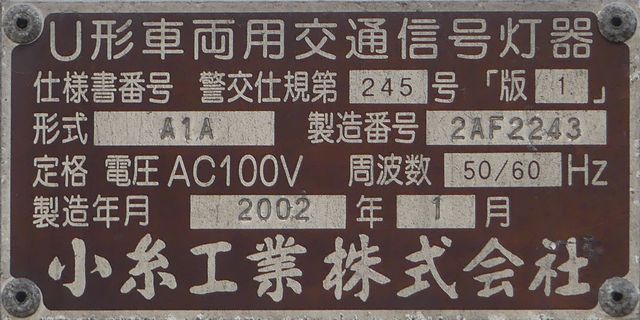 U形車両用交通信号灯器
仕様書番号 警交仕規第 245 号 「版 1 」
形式 A1A 製造番号 2AF2243
定格 電圧 AC100V 周波数 50/60 Hz
製造年月 2002 年 1 月
小糸工業株式会社